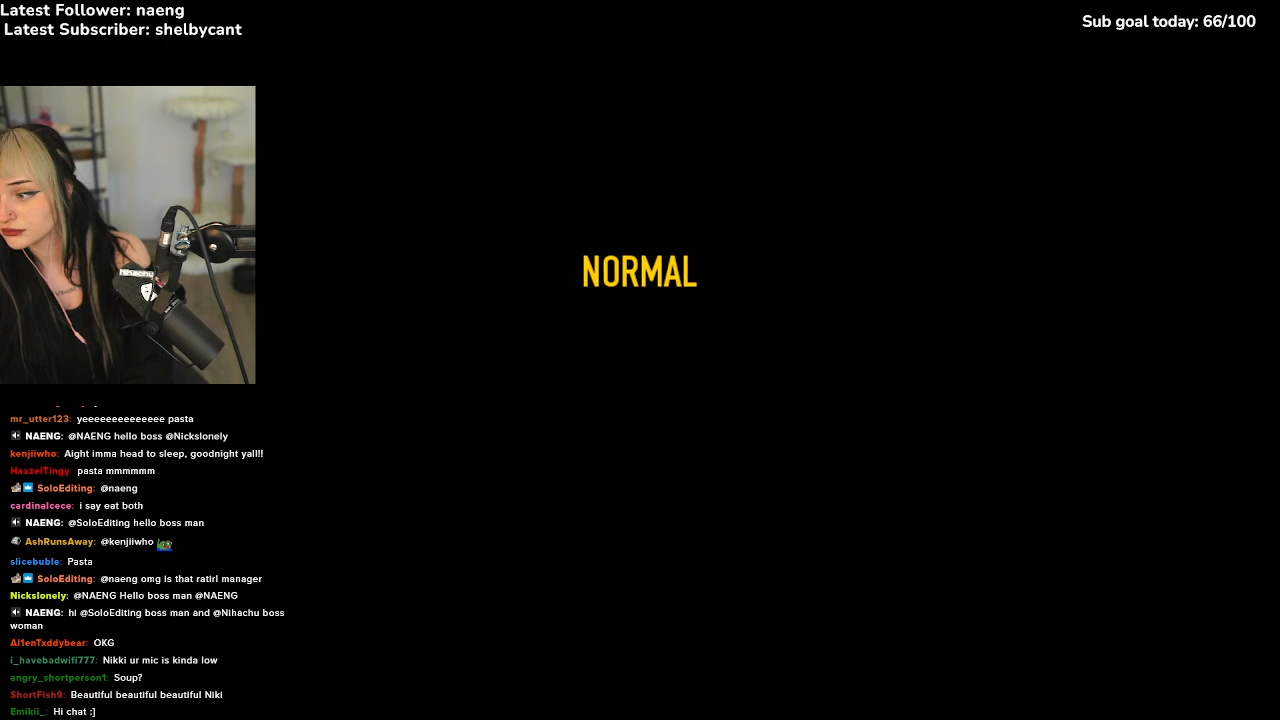 Latest Follower: naeng
Latest Subscriber: shelbycant
Sub goal today: 66/100
nihachu
NORMAL
mr_utter123: yeeeeeeeeeeeeee pasta
NAENG: @NAENG hello boss @Nickslonely
kenjiiwho: Aight imma head to sleep, goodnight yall!!
HaxzelTingy: pasta mmmmmm
SoloEditing: @naeng
cardinalcece: i say eat both
NAENG: @SoloEditing hello boss man
AshRunsAway: @kenjiiwho
slicebuble: Pasta
SoloEditing: @naeng omg is that ratirl manager
Nickslonely: @NAENG Hello boss man @NAENG
NAENG: hi @SoloEditing boss man and @Nihachu boss
woman
Al1enTxddybear: OKG
i_havebadwifi777: Nikki ur mic is kinda low
angry_shortperson1: Soup?
ShortFish9: Beautiful beautiful beautiful Niki
Emikii_: Hi chat :]